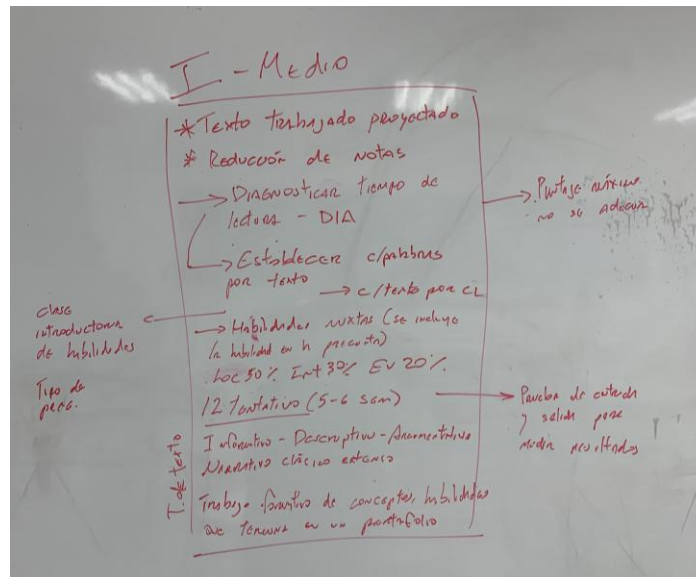 I - Medio
* Texto trabajado proyectado
* Reducción de notas
→ Diagnosticar tiempo de
lectura - DIA
→ Establecer c/palabras
por texto
→ c/texto por CL
→ Habilidades mixtas (se incluye
la habilidad en la pregunta)
Loc 50% Int 30% Ev 20%
12 Tentativo (5-6 sem)
T. de texto
Informativo - Descriptivo - Argumentativo
Narrativo clásico extenso
Trabajo formativo de conceptos, habilidades
que termina en un portafolio
→ Puntaje máximo
no se adecua
Clase
introductoria
de habilidades
Tipo de
preg.
→ Prueba de entrada
y salida para
medir resultados